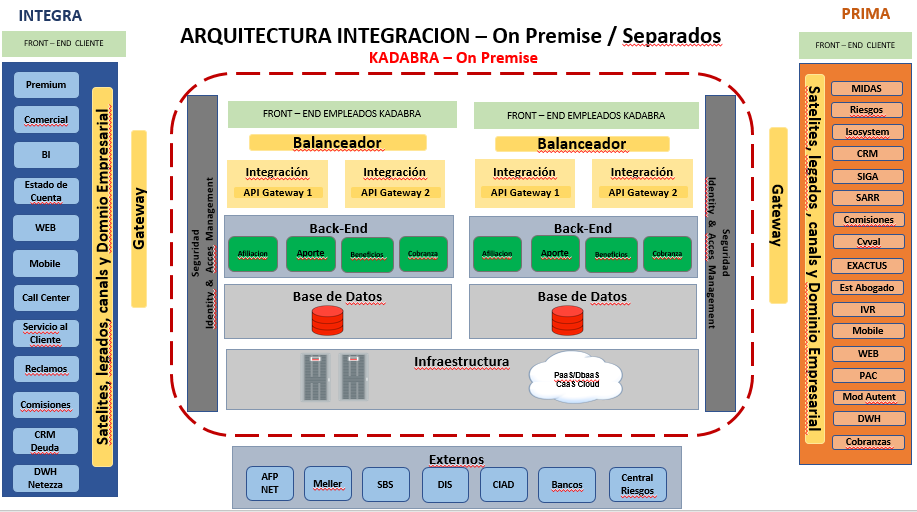 INTEGRA
FRONT – END CLIENTE
Premium
Comercial
BI
Estado de
Cuenta
WEB
Mobile
Call Center
Servicio al
Cliente
Reclamos
Comisiones
CRM
Deuda
DWH
Netezza
Satelites, legados, canals y Domnio Empresarial
Gateway
ARQUITECTURA INTEGRACION – On Premise / Separados
KADABRA – On Premise
Seguridad
Identity & Acces Management
FRONT – END EMPLEADOS KADABRA
Balanceador
Integración
API Gateway 1
Integración
API Gateway 2
Back-End
Afiliacion
Aporte
Beneficios
Cobranza
Base de Datos
FRONT – END EMPLEADOS KADABRA
Balanceador
Integración
API Gateway 1
Integración
API Gateway 2
Back-End
Afiliacion
Aporte
Beneficios
Cobranza
Base de Datos
Infraestructura
PaaS/DbaaS
CaaS Cloud
Seguridad
Identity & Acces Management
Externos
AFP
NET
Meller
SBS
DIS
CIAD
Bancos
Central
Riesgos
Gateway
PRIMA
FRONT – END CLIENTE
Satelites, legados , canals y Dominio Empresarial
MIDAS
Riesgos
Isosystem
CRM
SIGA
SARR
Comisiones
Cvval
EXACTUS
Est Abogado
IVR
Mobile
WEB
PAC
Mod Autent
DWH
Cobranzas